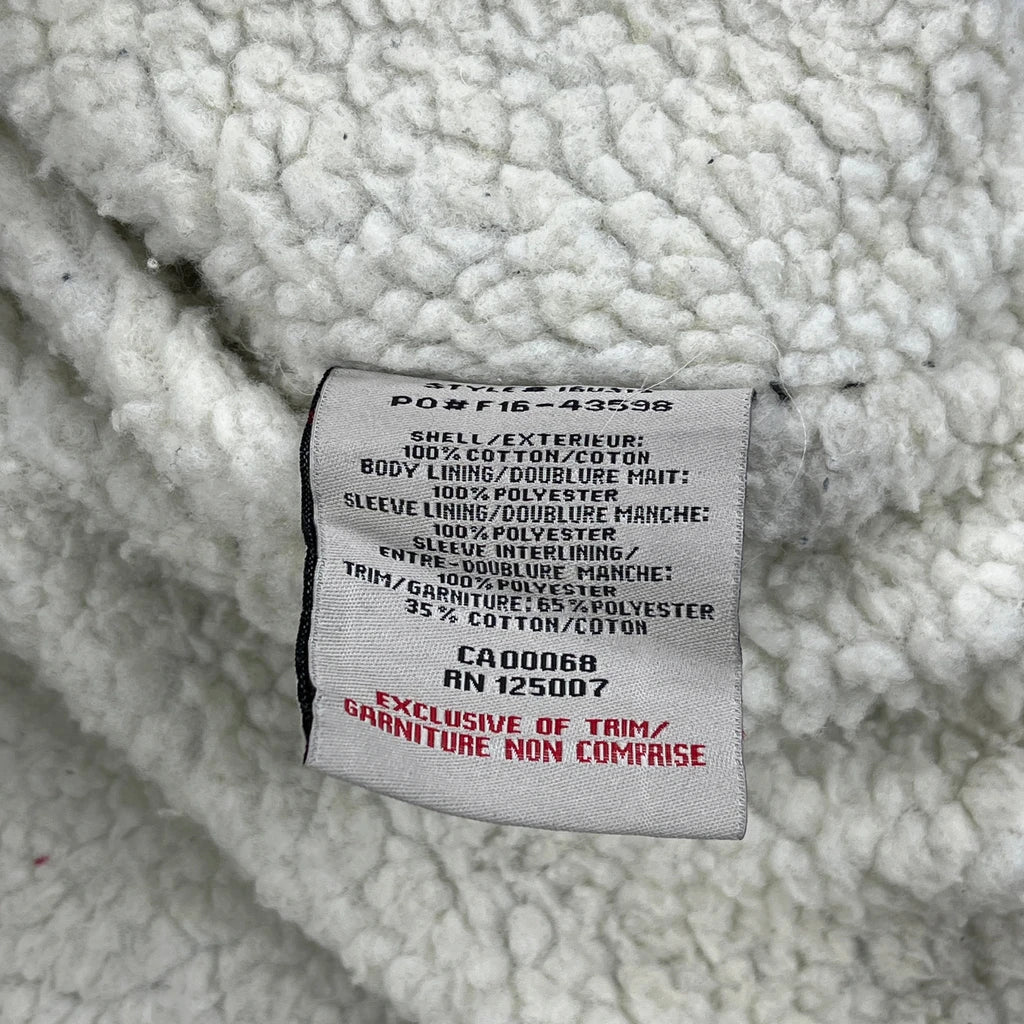 STYLE#
PO#F16-43598
SHELL/EXTERIEUR:
100% COTTON/COTON
BODY LINING/DOUBLURE MAIT:
100% POLYESTER
SLEEVE LINING/DOUBLURE MANCHE:
100% POLYESTER
SLEEVE INTERLINING/
ENTRE-DOUBLURE MANCHE:
100% POLYESTER
TRIM/GARNITURE: 65% POLYESTER
35% COTTON/COTON
CA00068
RN 125007
EXCLUSIVE OF TRIM/
GARNITURE NON COMPRISE